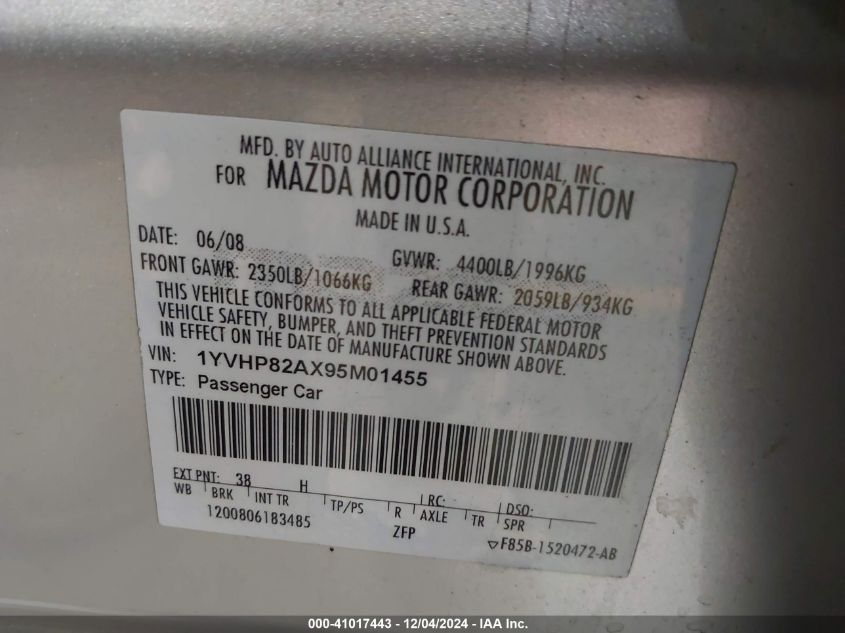 MFD. BY AUTO ALLIANCE INTERNATIONAL, INC.
FOR MAZDA MOTOR CORPORATION
MADE IN U.S.A.
DATE: 06/08 GVWR: 4400LB/1996KG
FRONT GAWR: 2350LB/1066KG REAR GAWR: 2059LB/934KG
THIS VEHICLE CONFORMS TO ALL APPLICABLE FEDERAL MOTOR
VEHICLE SAFETY, BUMPER, AND THEFT PREVENTION STANDARDS
IN EFFECT ON THE DATE OF MANUFACTURE SHOWN ABOVE.
VIN: 1YVHP82AX95M01455
TYPE: Passenger Car
EXT PNT: 38 H RC: DSO:
WB BRK INT TR TP/PS R AXLE TR SPR
1200806183485 ZFP ▽F85B-1520472-AB
000-41017443 - 12/04/2024 - IAA Inc.